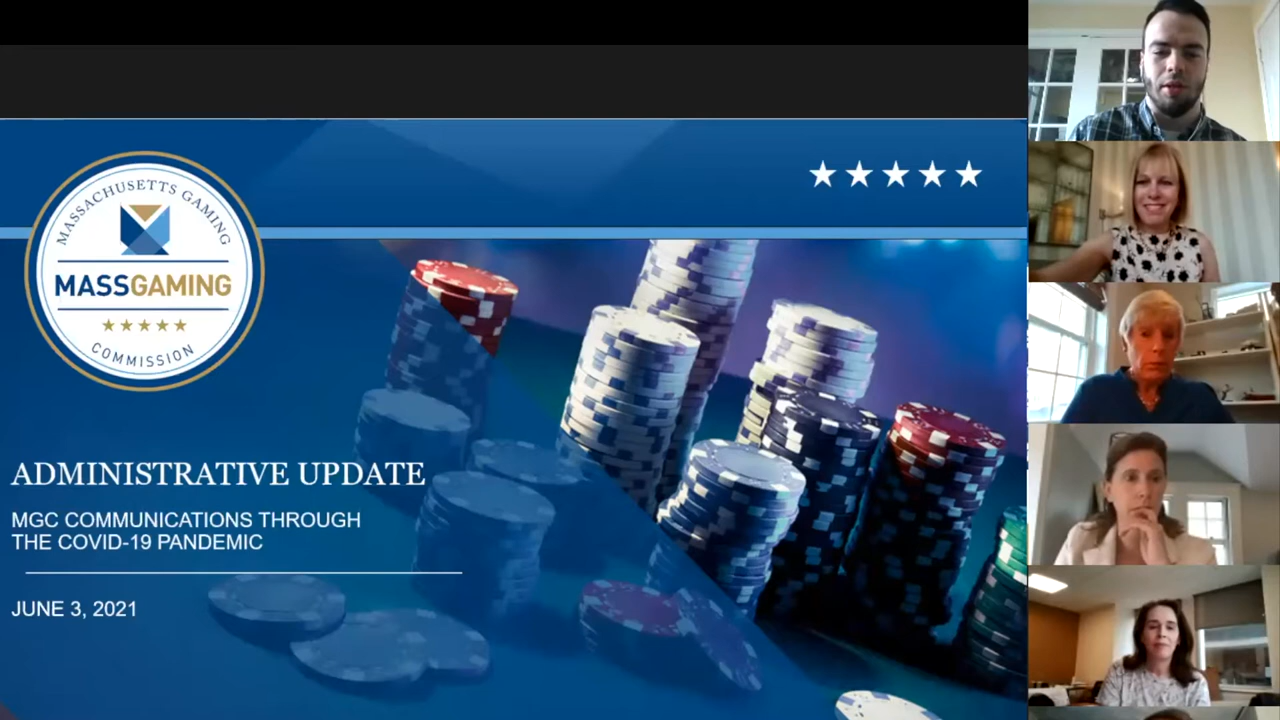 MASSACHUSETTS GAMING
MASSGAMING
COMMISSION
ADMINISTRATIVE UPDATE
MGC COMMUNICATIONS THROUGH
THE COVID-19 PANDEMIC
JUNE 3, 2021